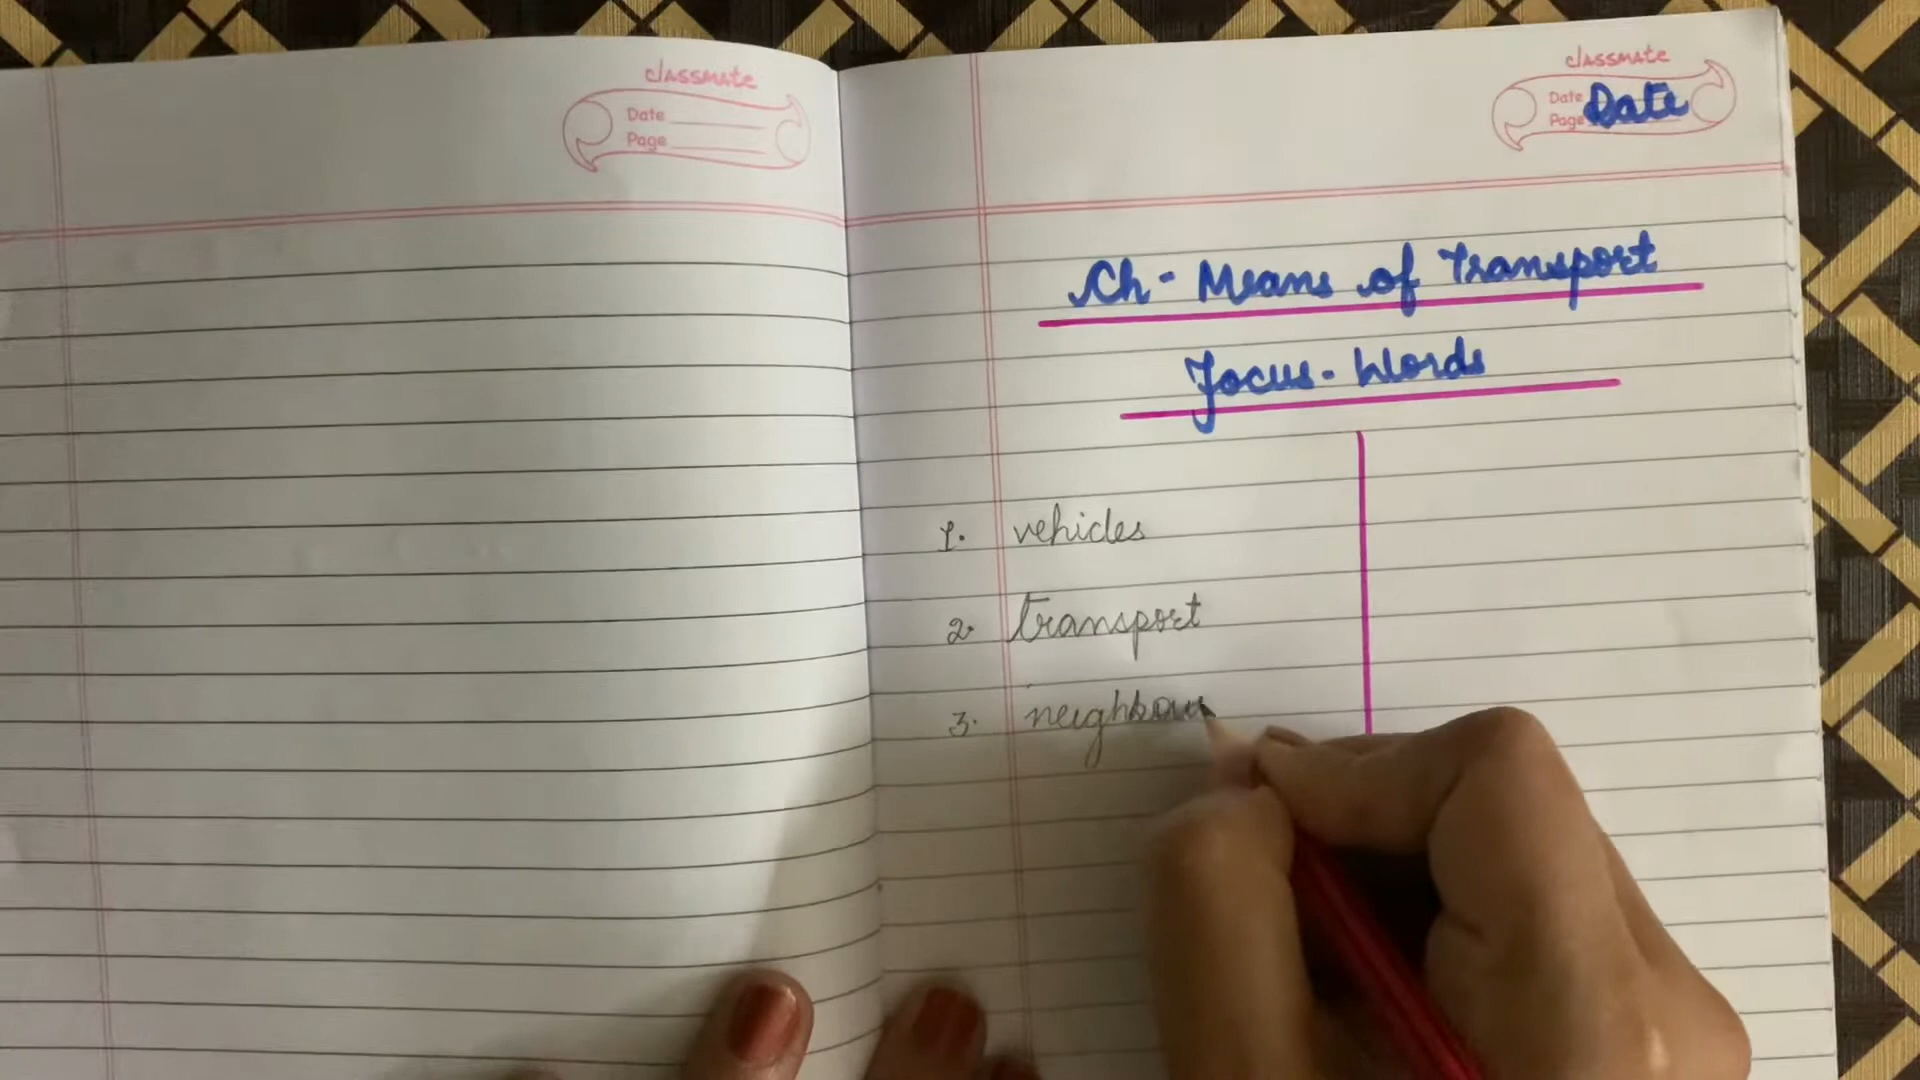 classmate
Date
Page
classmate
Date Date
Page
Ch - Means of Transport
Focus - Words
1. vehicles
2. transport
3. neighbou